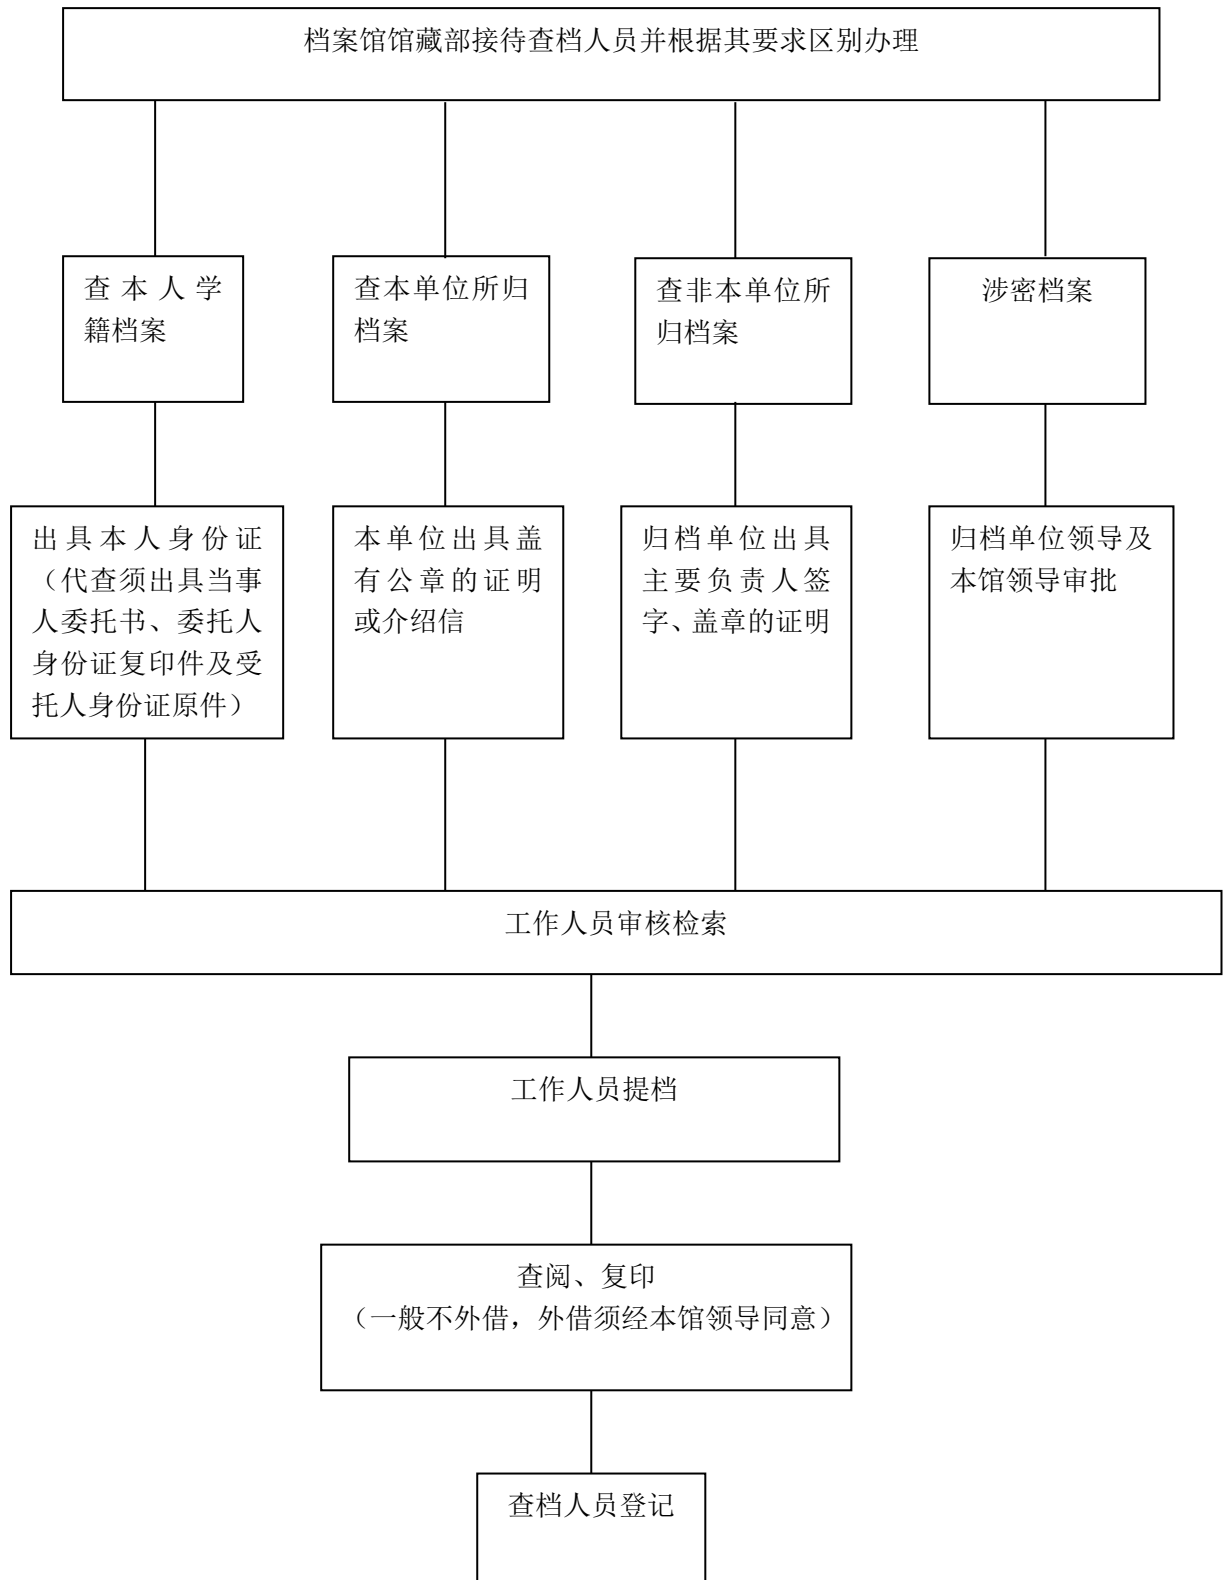 档案馆馆藏部接待查档人员并根据其要求区别办理
查本人学
籍档案
查本单位所归
档案
查非本单位所
归档案
涉密档案
出具本人身份证
（代查须出具当事
人委托书、委托人
身份证复印件及受
托人身份证原件）
本单位出具盖
有公章的证明
或介绍信
归档单位出具
主要负责人签
字、盖章的证明
归档单位领导及
本馆领导审批
工作人员审核检索
工作人员提档
查阅、复印
（一般不外借，外借须经本馆领导同意）
查档人员登记